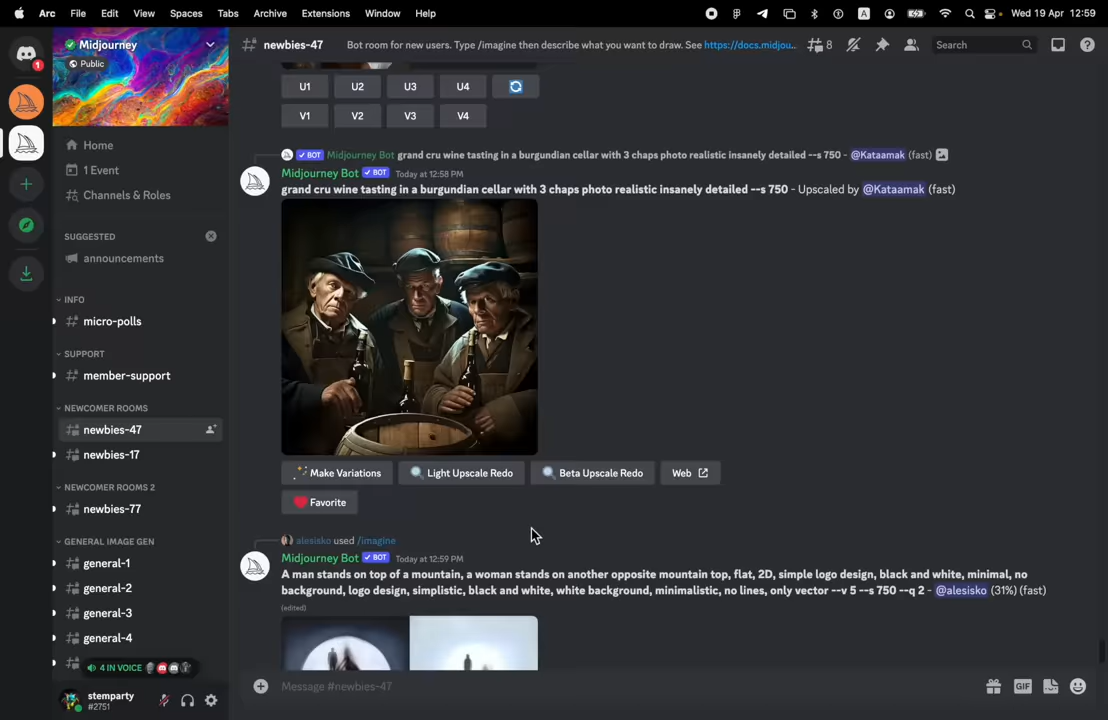 Arc File Edit View Spaces Tabs Archive Extensions Window Help A Wed 19 Apr 12:59
Midjourney newbies-47 Bot room for new users. Type /imagine then describe what you want to draw. See https://docs.midjou... 8 Search
Public
1
Home
1 Event
Channels & Roles
SUGGESTED
announcements
INFO
micro-polls
SUPPORT
member-support
NEWCOMER ROOMS
newbies-47
newbies-17
NEWCOMER ROOMS 2
newbies-77
GENERAL IMAGE GEN
general-1
general-2
general-3
general-4
4 IN VOICE
stemparty
#2751
U1 U2 U3 U4
V1 V2 V3 V4
BOT Midjourney Bot grand cru wine tasting in a burgundian cellar with 3 chaps photo realistic insanely detailed --s 750 - @Kataamak (fast)
Midjourney Bot BOT Today at 12:58 PM
grand cru wine tasting in a burgundian cellar with 3 chaps photo realistic insanely detailed --s 750 - Upscaled by @Kataamak (fast)
Make Variations Light Upscale Redo Beta Upscale Redo Web
Favorite
alesisko used /imagine
Midjourney Bot BOT Today at 12:59 PM
A man stands on top of a mountain, a woman stands on another opposite mountain top, flat, 2D, simple logo design, black and white, minimal, no
background, logo design, simplistic, black and white, white background, minimalistic, no lines, only vector --v 5 --s 750 --q 2 - @alesisko (31%) (fast)
(edited)
Message #newbies-47
GIF